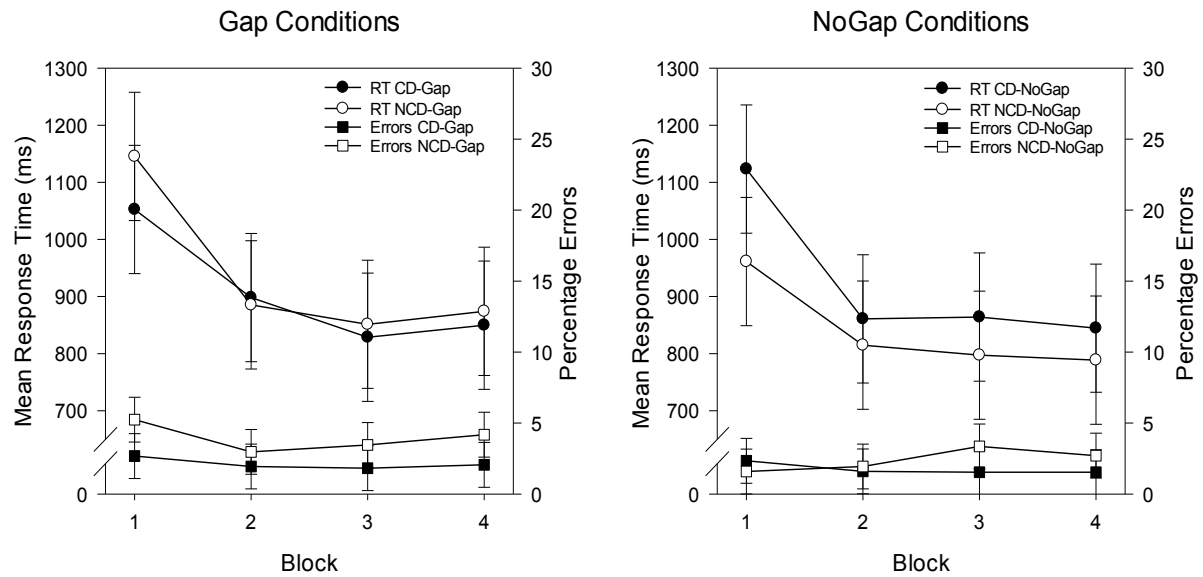 Gap Conditions
1300
1200
1100
1000
900
800
700
0
Mean Response Time (ms)
RT CD-Gap
RT NCD-Gap
Errors CD-Gap
Errors NCD-Gap
30
25
20
15
10
5
0
Percentage Errors
1 2 3 4
Block
NoGap Conditions
1300
1200
1100
1000
900
800
700
0
Mean Response Time (ms)
RT CD-NoGap
RT NCD-NoGap
Errors CD-NoGap
Errors NCD-NoGap
30
25
20
15
10
5
0
Percentage Errors
1 2 3 4
Block